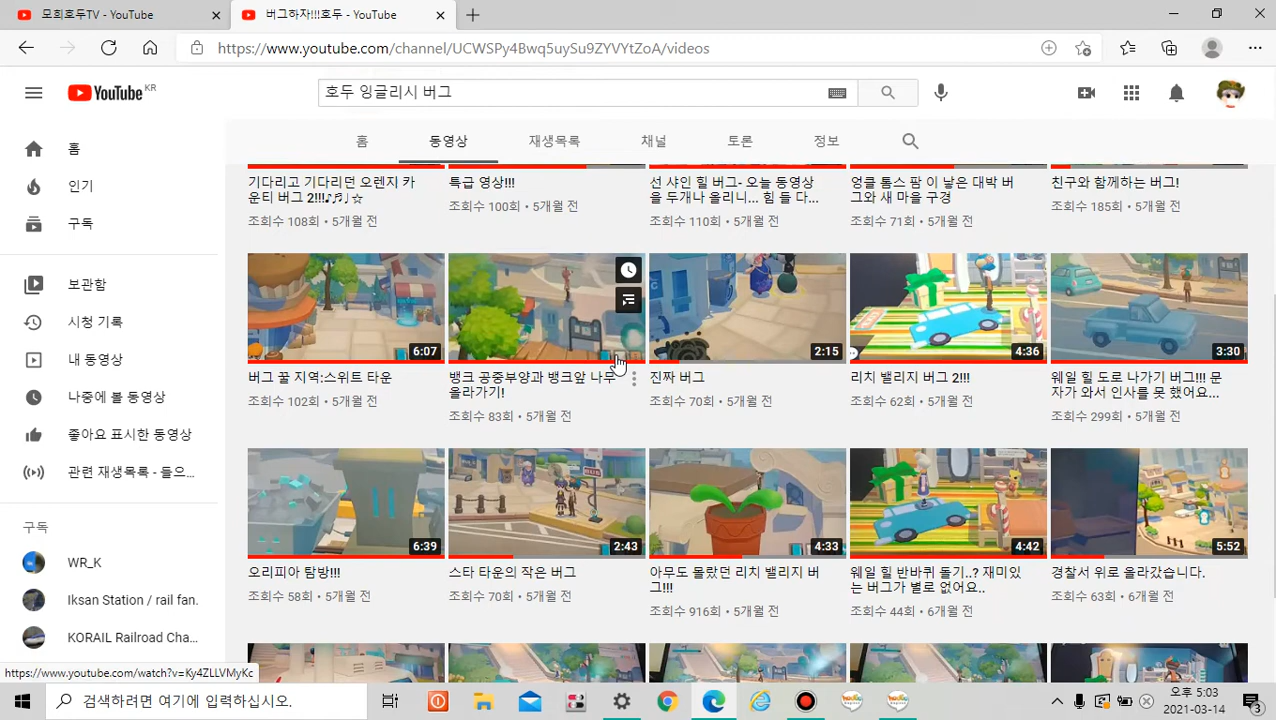 모희호두TV - YouTube
버그하자!!!호두 - YouTube
https://www.youtube.com/channel/UCWSPy4Bwq5uySu9ZYVYtZoA/videos
YouTube KR
호두 잉글리시 버그
홈
동영상
재생목록
채널
토론
정보
홈
인기
구독
보관함
시청 기록
내 동영상
나중에 볼 동영상
좋아요 표시한 동영상
관련 재생목록 - 들으...
구독
WR_K
Iksan Station / rail fan.
KORAIL Railroad Cha...
기다리고 기다리던 오렌지 카
운티 버그 2!!!♪♬♩☆
조회수 108회 • 5개월 전
특급 영상!!!
조회수 100회 • 5개월 전
선 샤인 힐 버그- 오늘 동영상
을 두개나 올리니... 힘 들 다...
조회수 110회 • 5개월 전
엉클 톰스 팜 이 낳은 대박 버
그와 새 마을 구경
조회수 71회 • 5개월 전
친구와 함께하는 버그!
조회수 185회 • 5개월 전
6:07
2:15
4:36
3:30
버그 꿀 지역:스위트 타운
조회수 102회 • 5개월 전
뱅크 공중부양과 뱅크앞 나무
올라가기!
조회수 83회 • 5개월 전
진짜 버그
조회수 70회 • 5개월 전
리치 밸리지 버그 2!!!
조회수 62회 • 5개월 전
웨일 힐 도로 나가기 버그!!! 문
자가 와서 인사를 못 했어요...
조회수 299회 • 5개월 전
6:39
2:43
4:33
4:42
5:52
오리피아 탐방!!!
조회수 58회 • 5개월 전
스타 타운의 작은 버그
조회수 70회 • 5개월 전
아무도 몰랐던 리치 밸리지 버
그!!!
조회수 916회 • 5개월 전
웨일 힐 반바퀴 돌기..? 재미있
는 버그가 별로 없어요..
조회수 44회 • 6개월 전
경찰서 위로 올라갔습니다.
조회수 63회 • 6개월 전
https://www.youtube.com/watch?v=Ky4ZLLVMyKc
검색하려면 여기에 입력하십시오.
오후 5:03
2021-03-14
3